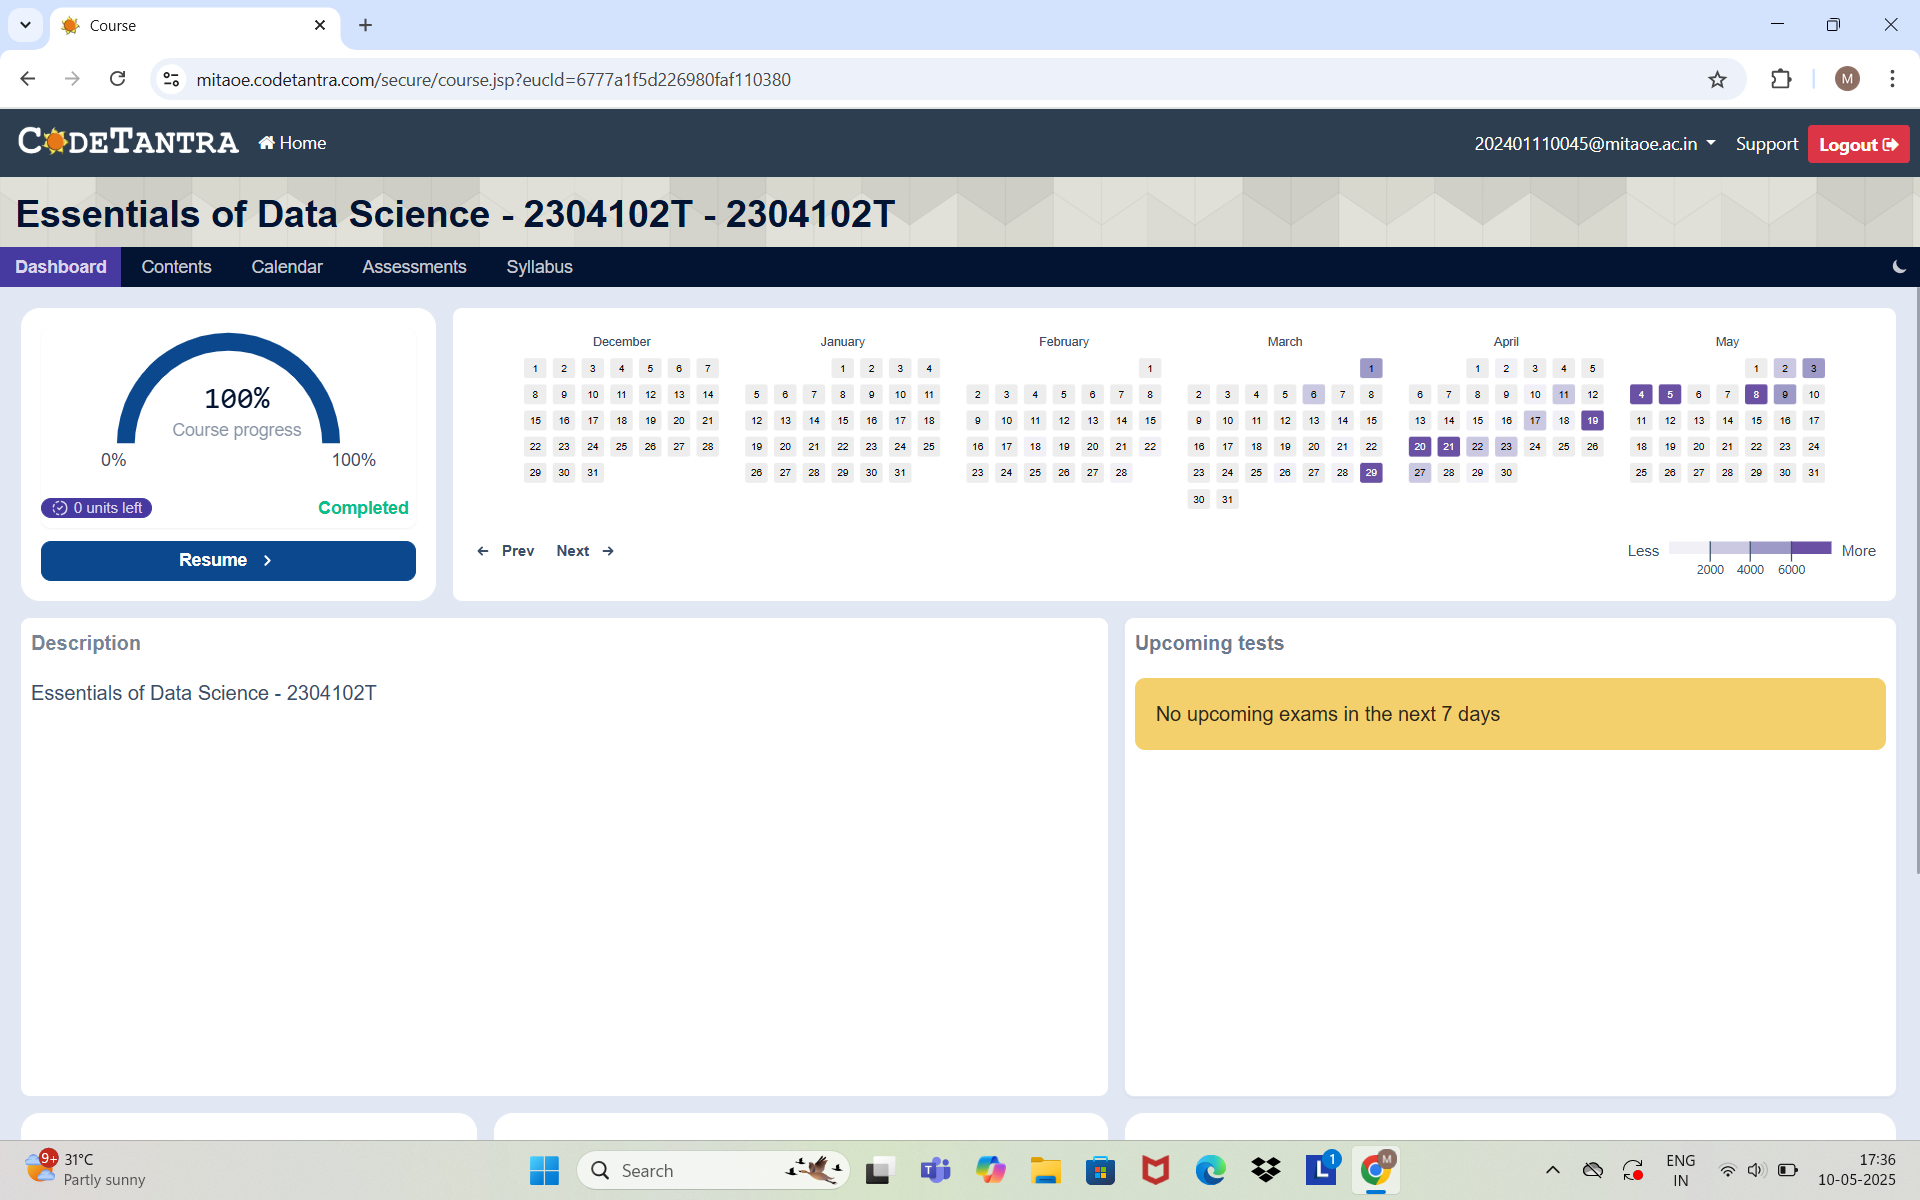 Course
mitaoe.codetantra.com/secure/course.jsp?eucId=6777a1f5d226980faf110380
M
CODETANTRA Home 202401110045@mitaoe.ac.in Support Logout
Essentials of Data Science - 2304102T - 2304102T
Dashboard Contents Calendar Assessments Syllabus
100%
Course progress
0% 100%
0 units left Completed
Resume
December
1 2 3 4 5 6 7
8 9 10 11 12 13 14
15 16 17 18 19 20 21
22 23 24 25 26 27 28
29 30 31
January
1 2 3 4
5 6 7 8 9 10 11
12 13 14 15 16 17 18
19 20 21 22 23 24 25
26 27 28 29 30 31
February
1
2 3 4 5 6 7 8
9 10 11 12 13 14 15
16 17 18 19 20 21 22
23 24 25 26 27 28
March
1
2 3 4 5 6 7 8
9 10 11 12 13 14 15
16 17 18 19 20 21 22
23 24 25 26 27 28 29
30 31
April
1 2 3 4 5
6 7 8 9 10 11 12
13 14 15 16 17 18 19
20 21 22 23 24 25 26
27 28 29 30
May
1 2 3
4 5 6 7 8 9 10
11 12 13 14 15 16 17
18 19 20 21 22 23 24
25 26 27 28 29 30 31
Prev Next
Less More
2000 4000 6000
Description
Essentials of Data Science - 2304102T
Upcoming tests
No upcoming exams in the next 7 days
9+
31°C
Partly sunny
Search
L 1
M
ENG
IN
17:36
10-05-2025